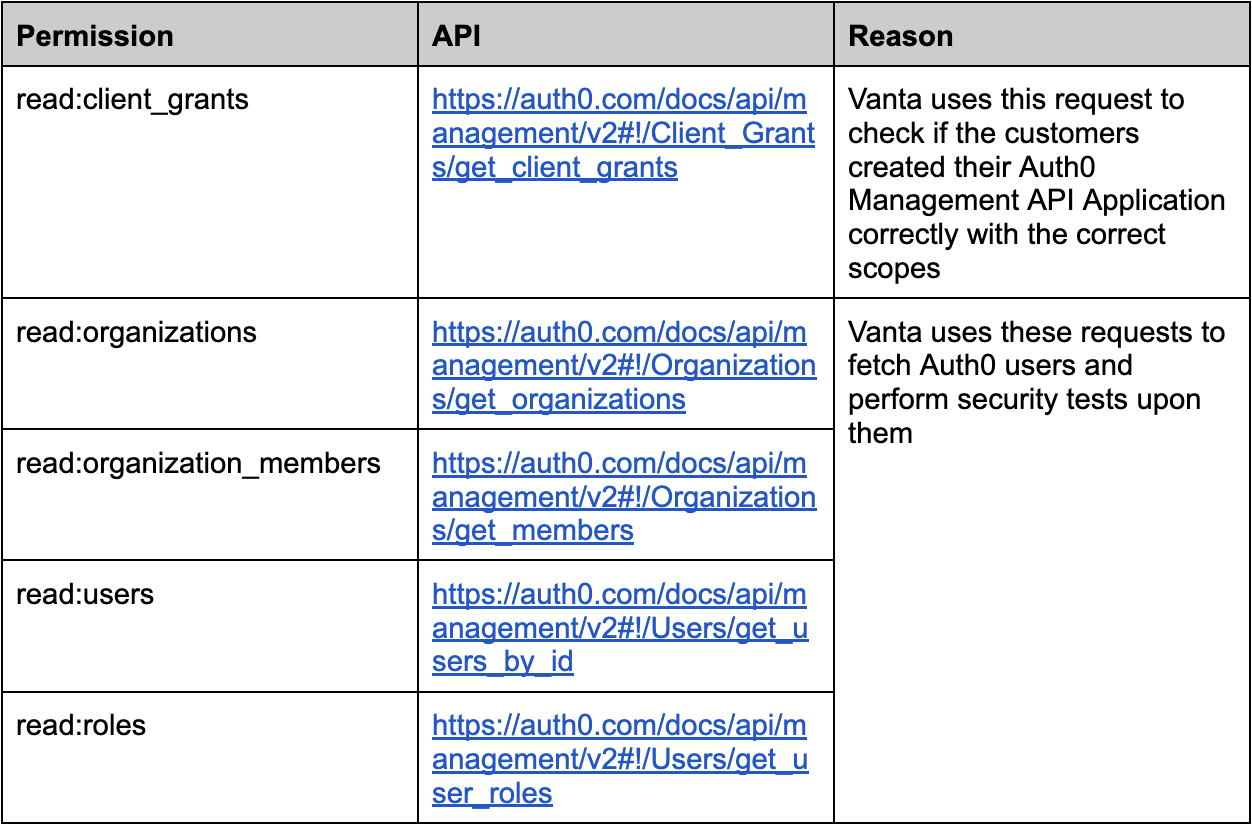 Permission
API
Reason
read:client_grants
https://auth0.com/docs/api/m
anagement/v2#!/Client_Grant
s/get_client_grants
Vanta uses this request to
check if the customers
created their Auth0
Management API Application
correctly with the correct
scopes
read:organizations
https://auth0.com/docs/api/m
anagement/v2#!/Organization
s/get_organizations
Vanta uses these requests to
fetch Auth0 users and
perform security tests upon
them
read:organization_members
https://auth0.com/docs/api/m
anagement/v2#!/Organization
s/get_members
read:users
https://auth0.com/docs/api/m
anagement/v2#!/Users/get_u
sers_by_id
read:roles
https://auth0.com/docs/api/m
anagement/v2#!/Users/get_u
ser_roles